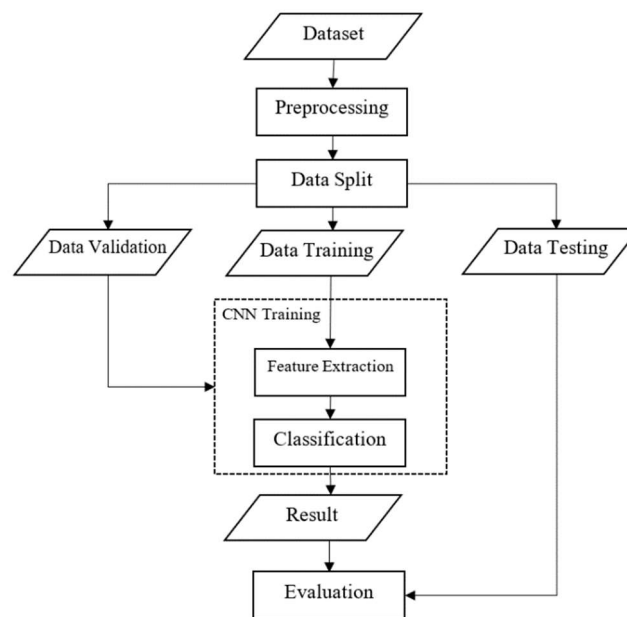 Dataset
Preprocessing
Data Split
Data Validation
Data Training
Data Testing
CNN Training
Feature Extraction
Classification
Result
Evaluation